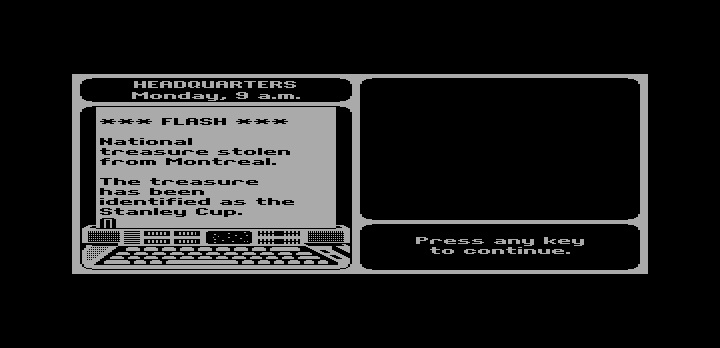 HEADQUARTERS
Monday, 9 a.m.
*** FLASH ***
National
treasure stolen
from Montreal.
The treasure
has been
identified as the
Stanley Cup.
Press any key
to continue.